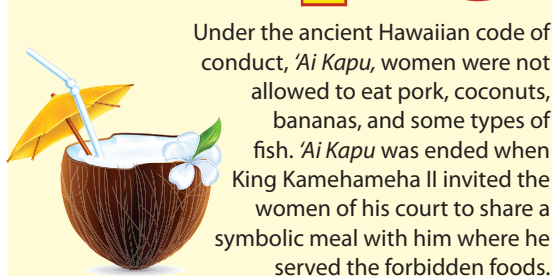 Under the ancient Hawaiian code of
conduct, ‘Ai Kapu, women were not
allowed to eat pork, coconuts,
bananas, and some types of
fish. ‘Ai Kapu was ended when
King Kamehameha II invited the
women of his court to share a
symbolic meal with him where he
served the forbidden foods.